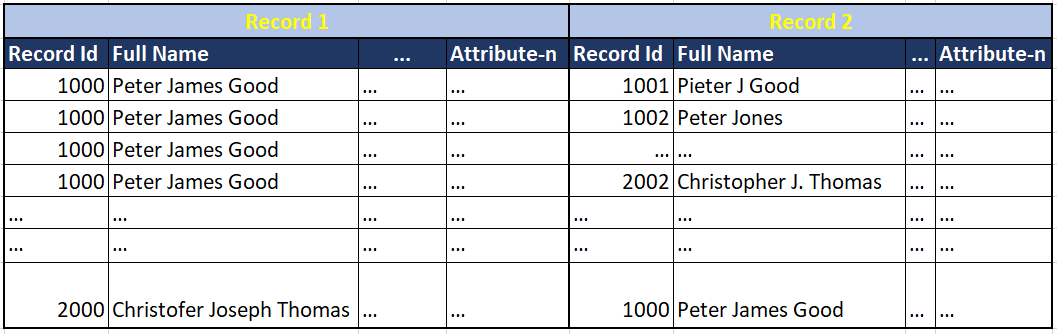 Record 1 Record 2
Record Id Full Name ... Attribute-n Record Id Full Name ... Attribute-n
1000 Peter James Good ... ... 1001 Pieter J Good ... ...
1000 Peter James Good ... ... 1002 Peter Jones ... ...
1000 Peter James Good ... ... ... ... ... ...
1000 Peter James Good ... ... 2002 Christopher J. Thomas ... ...
... ... ... ... ... ... ... ...
... ... ... ... ... ... ... ...
2000 Christofer Joseph Thomas ... ... 1000 Peter James Good ... ...